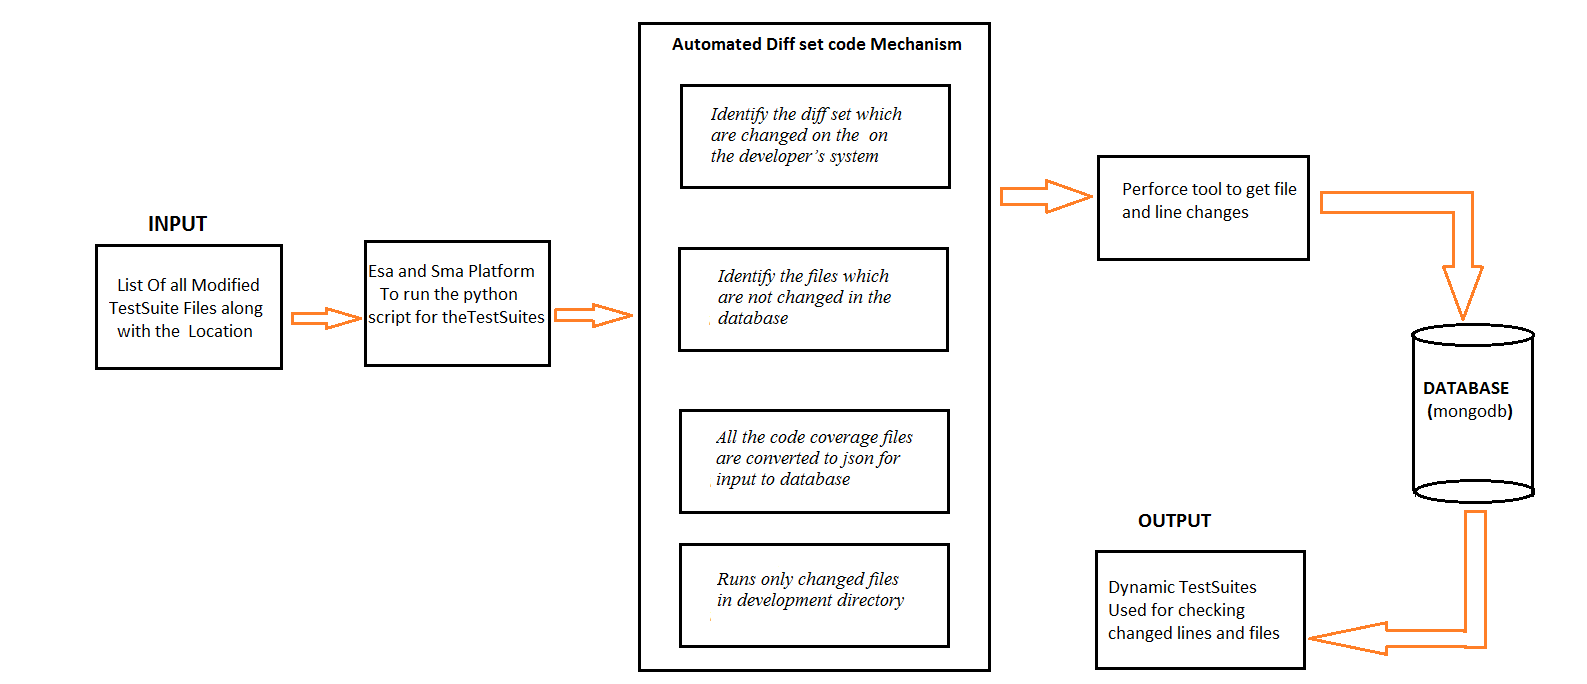 INPUT
List Of all Modified
TestSuite Files along
with the Location
Esa and Sma Platform
To run the python
script for theTestSuites
Automated Diff set code Mechanism
Identify the diff set which
are changed on the on
the developer's system
Identify the files which
are not changed in the
database
All the code coverage files
are converted to json for
input to database
Runs only changed files
in development directory
Perforce tool to get file
and line changes
DATABASE
(mongodb)
OUTPUT
Dynamic TestSuites
Used for checking
changed lines and files